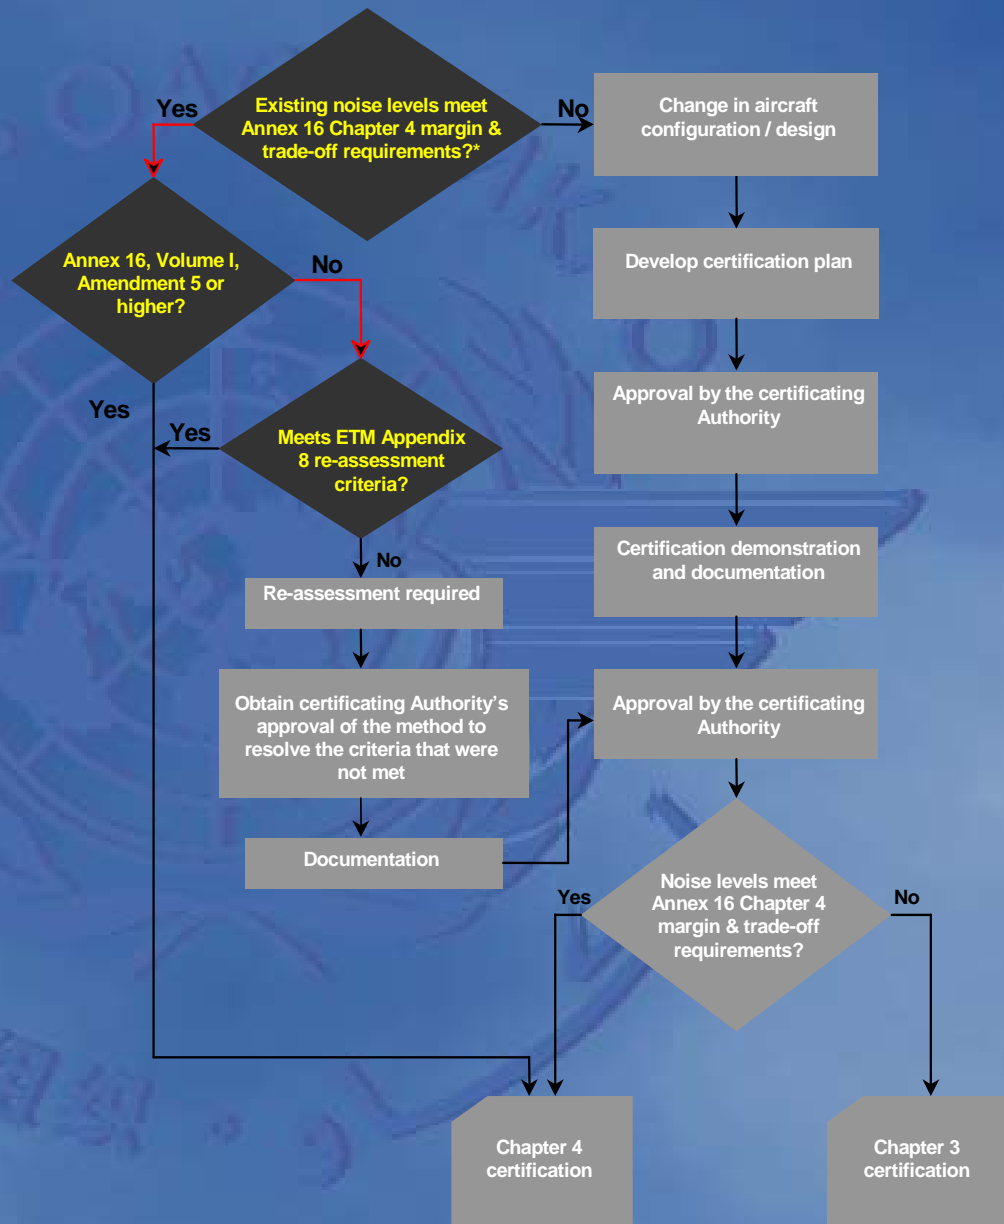 Existing noise levels meet
Annex 16 Chapter 4 margin &
trade-off requirements?*
Yes
No
Change in aircraft
configuration / design
Annex 16, Volume I,
Amendment 5 or
higher?
No
Yes
Develop certification plan
Approval by the certificating
Authority
Meets ETM Appendix
8 re-assessment
criteria?
Yes
No
Certification demonstration
and documentation
Re-assessment required
Obtain certificating Authority’s
approval of the method to
resolve the criteria that were
not met
Approval by the certificating
Authority
Documentation
Noise levels meet
Annex 16 Chapter 4
margin & trade-off
requirements?
Yes
No
Chapter 4
certification
Chapter 3
certification